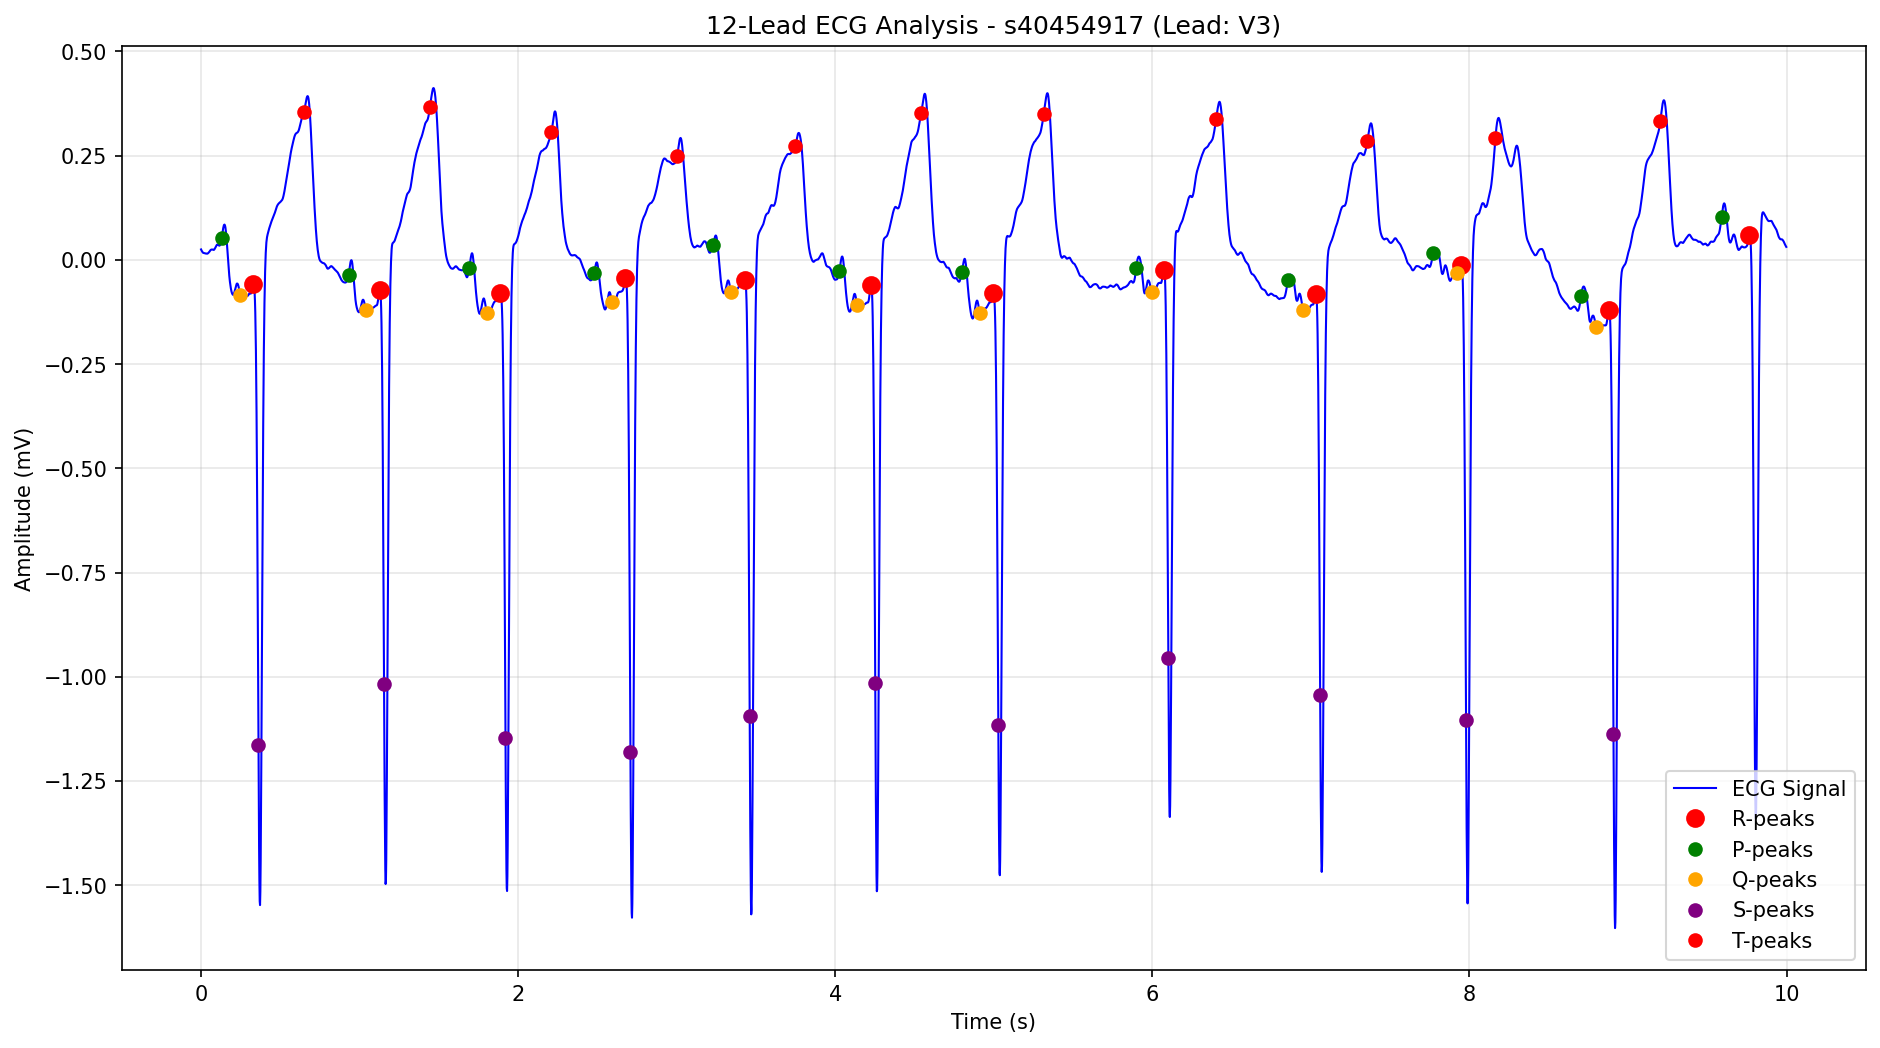 12-Lead ECG Analysis - s40454917 (Lead: V3)
Amplitude (mV)
0.50
0.25
0.00
−0.25
−0.50
−0.75
−1.00
−1.25
−1.50
ECG Signal
R-peaks
P-peaks
Q-peaks
S-peaks
T-peaks
0 2 4 6 8 10
Time (s)